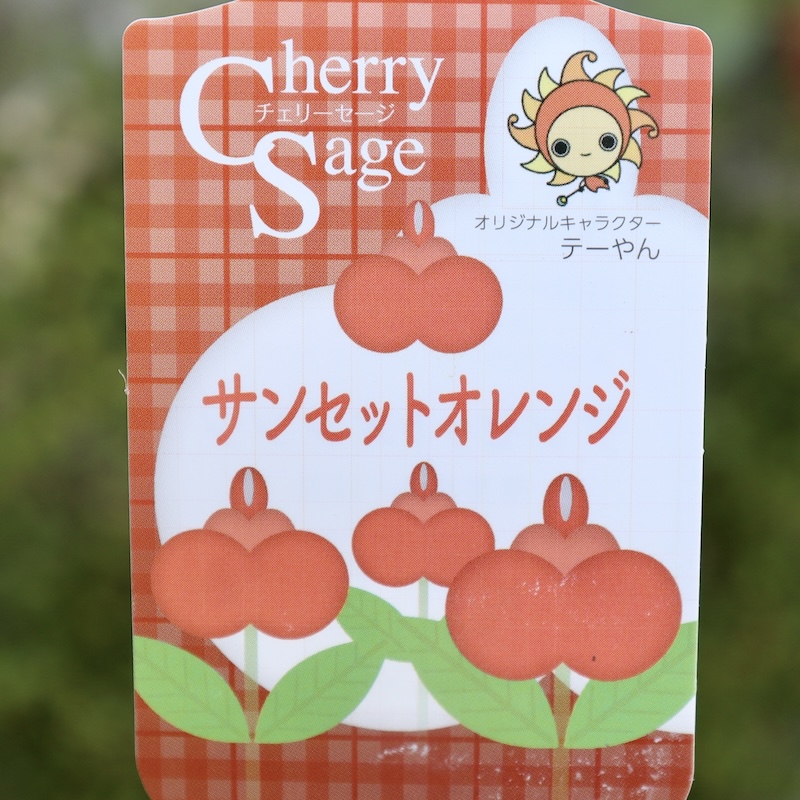 Cherry
チェリーセージ
Sage
オリジナルキャラクター
テーやん
サンセットオレンジ